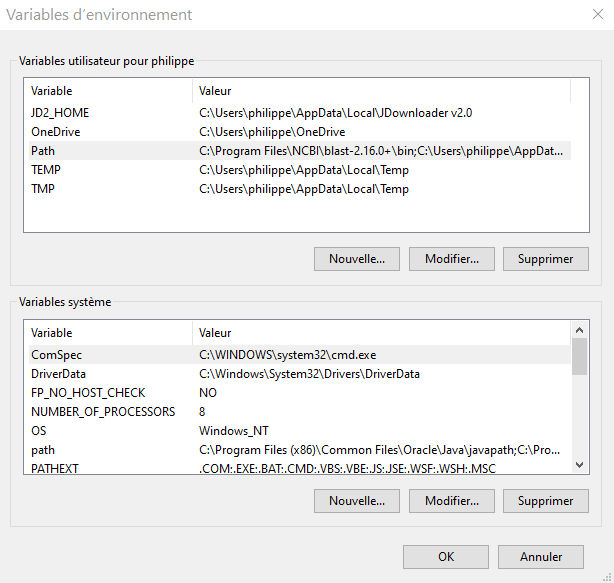 Variables d'environnement
Variables utilisateur pour philippe
Variable Valeur
JD2_HOME C:\Users\philippe\AppData\Local\JDownloader v2.0
OneDrive C:\Users\philippe\OneDrive
Path C:\Program Files\NCBI\blast-2.16.0+\bin;C:\Users\philippe\AppDat...
TEMP C:\Users\philippe\AppData\Local\Temp
TMP C:\Users\philippe\AppData\Local\Temp
Nouvelle... Modifier... Supprimer
Variables système
Variable Valeur
ComSpec C:\WINDOWS\system32\cmd.exe
DriverData C:\Windows\System32\Drivers\DriverData
FP_NO_HOST_CHECK NO
NUMBER_OF_PROCESSORS 8
OS Windows_NT
path C:\Program Files (x86)\Common Files\Oracle\Java\javapath;C:\Pro...
PATHEXT .COM;.EXE;.BAT;.CMD;.VBS;.VBE;.JS;.JSE;.WSF;.WSH;.MSC
Nouvelle... Modifier... Supprimer
OK Annuler